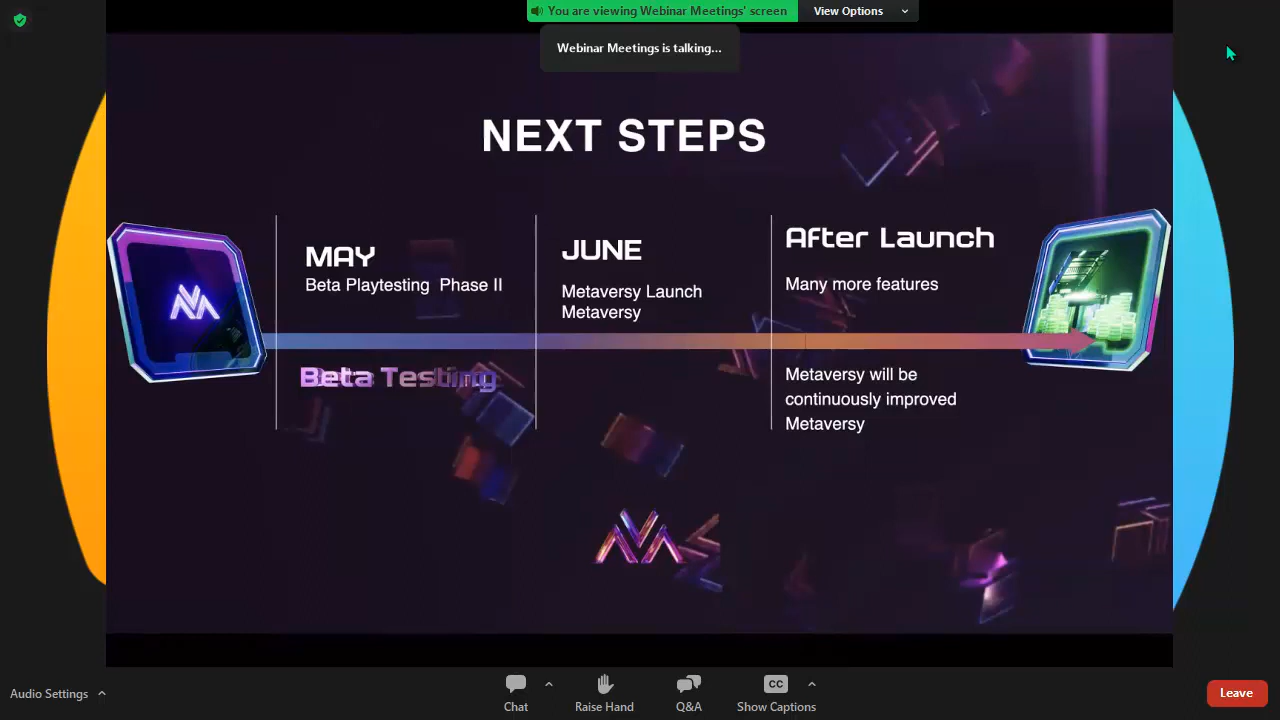 You are viewing Webinar Meetings' screen
View Options
Webinar Meetings is talking...
NEXT STEPS
MAY
Beta Playtesting Phase II
JUNE
Metaversy Launch
Metaversy
After Launch
Many more features
Beta Testing
Metaversy will be
continuously improved
Metaversy
Audio Settings
Chat
Raise Hand
Q&A
CC
Show Captions
Leave